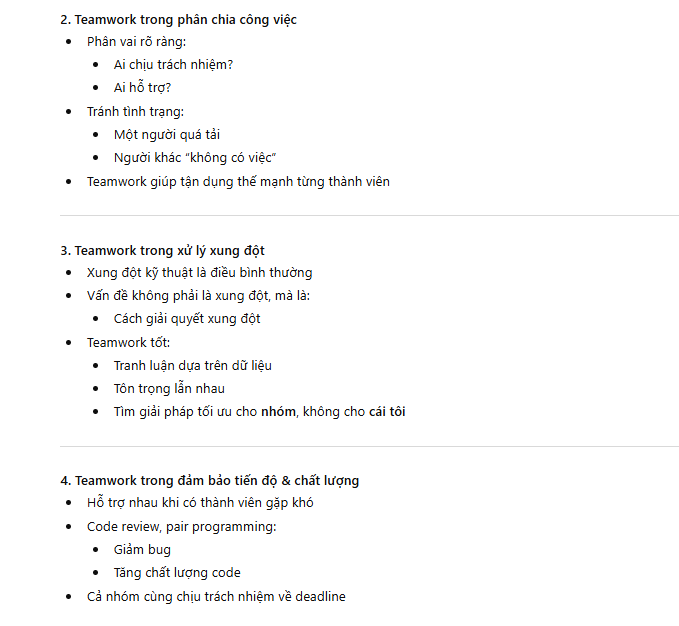 2. Teamwork trong phân chia công việc
Phân vai rõ ràng:
Ai chịu trách nhiệm?
Ai hỗ trợ?
Tránh tình trạng:
Một người quá tải
Người khác “không có việc”
Teamwork giúp tận dụng thế mạnh từng thành viên
3. Teamwork trong xử lý xung đột
Xung đột kỹ thuật là điều bình thường
Vấn đề không phải là xung đột, mà là:
Cách giải quyết xung đột
Teamwork tốt:
Tranh luận dựa trên dữ liệu
Tôn trọng lẫn nhau
Tìm giải pháp tối ưu cho nhóm, không cho cái tôi
4. Teamwork trong đảm bảo tiến độ & chất lượng
Hỗ trợ nhau khi có thành viên gặp khó
Code review, pair programming:
Giảm bug
Tăng chất lượng code
Cả nhóm cùng chịu trách nhiệm về deadline